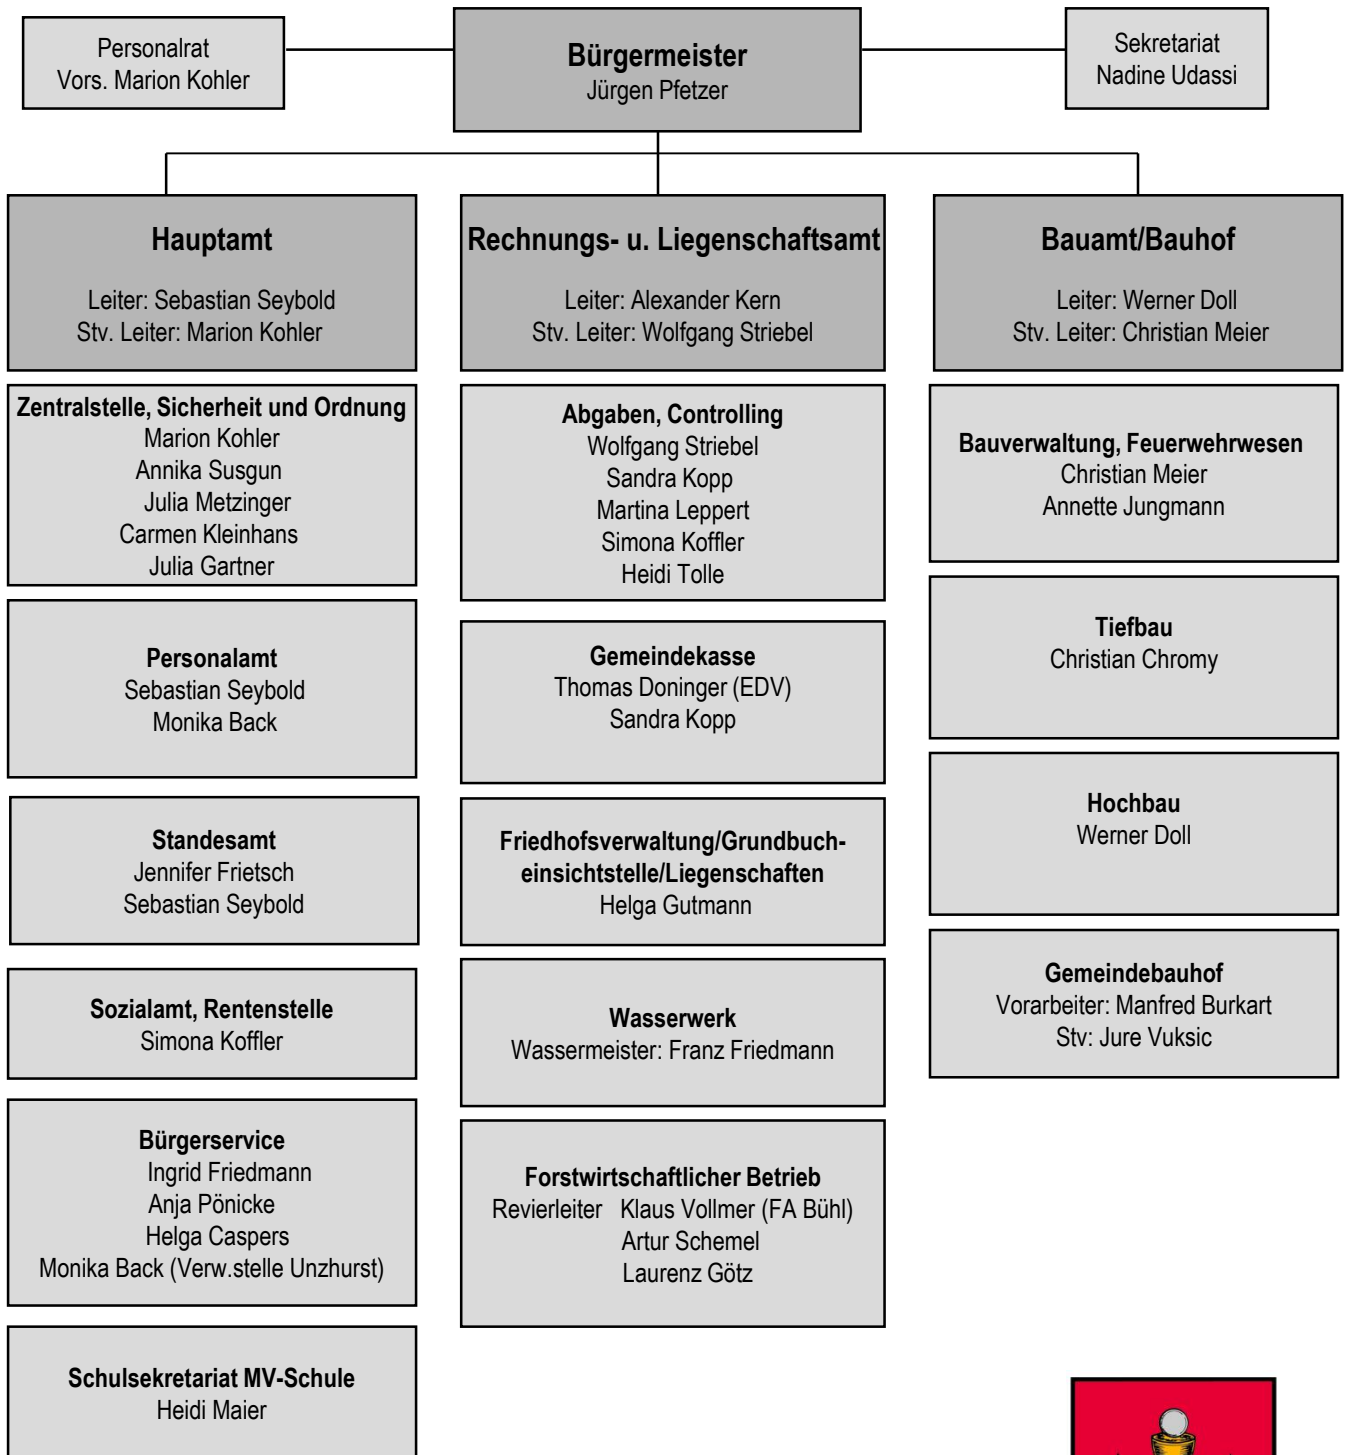 Personalrat
Vors. Marion Kohler
Bürgermeister
Jürgen Pfetzer
Sekretariat
Nadine Udassi
Hauptamt
Leiter: Sebastian Seybold
Stv. Leiter: Marion Kohler
Zentralstelle, Sicherheit und Ordnung
Marion Kohler
Annika Susgun
Julia Metzinger
Carmen Kleinhans
Julia Gartner
Personalamt
Sebastian Seybold
Monika Back
Standesamt
Jennifer Frietsch
Sebastian Seybold
Sozialamt, Rentenstelle
Simona Koffler
Bürgerservice
Ingrid Friedmann
Anja Pönicke
Helga Caspers
Monika Back (Verw.stelle Unzhurst)
Schulsekretariat MV-Schule
Heidi Maier
Rechnungs- u. Liegenschaftsamt
Leiter: Alexander Kern
Stv. Leiter: Wolfgang Striebel
Abgaben, Controlling
Wolfgang Striebel
Sandra Kopp
Martina Leppert
Simona Koffler
Heidi Tolle
Gemeindekasse
Thomas Doninger (EDV)
Sandra Kopp
Friedhofsverwaltung/Grundbuch-
einsichtstelle/Liegenschaften
Helga Gutmann
Wasserwerk
Wassermeister: Franz Friedmann
Forstwirtschaftlicher Betrieb
Revierleiter Klaus Vollmer (FA Bühl)
Artur Schemel
Laurenz Götz
Bauamt/Bauhof
Leiter: Werner Doll
Stv. Leiter: Christian Meier
Bauverwaltung, Feuerwehrwesen
Christian Meier
Annette Jungmann
Tiefbau
Christian Chromy
Hochbau
Werner Doll
Gemeindebauhof
Vorarbeiter: Manfred Burkart
Stv: Jure Vuksic